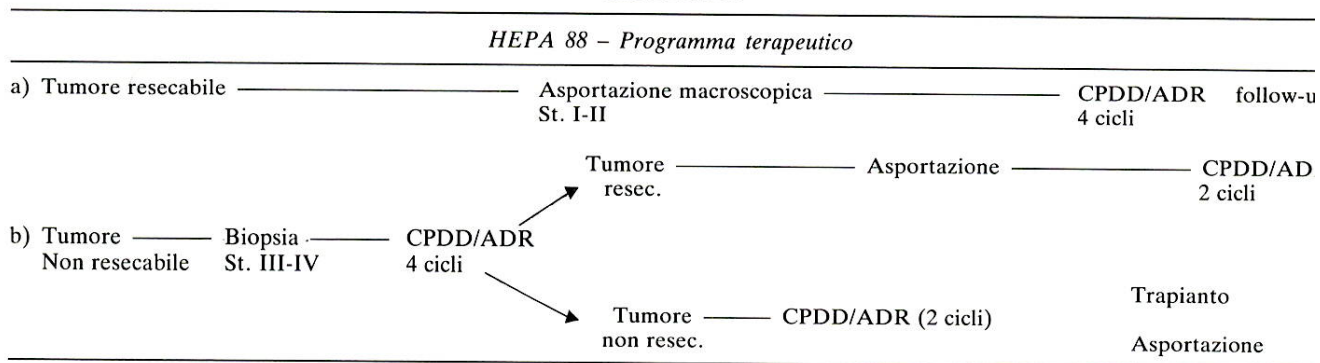 HEPA 88 – Programma terapeutico
a) Tumore resecabile Asportazione macroscopica CPDD/ADR follow-u
St. I-II 4 cicli
Tumore Asportazione CPDD/AD
resec. 2 cicli
b) Tumore Biopsia CPDD/ADR
Non resecabile St. III-IV 4 cicli
Trapianto
Tumore CPDD/ADR (2 cicli)
non resec.
Asportazione